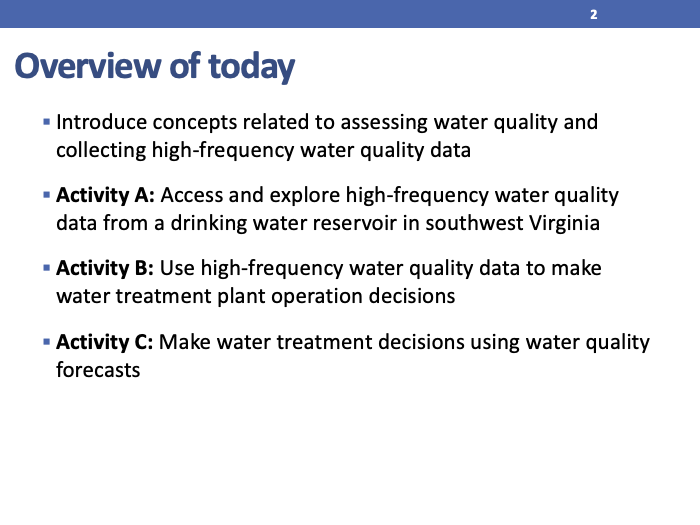 2
Overview of today
▪ Introduce concepts related to assessing water quality and
collecting high-frequency water quality data
▪ Activity A: Access and explore high-frequency water quality
data from a drinking water reservoir in southwest Virginia
▪ Activity B: Use high-frequency water quality data to make
water treatment plant operation decisions
▪ Activity C: Make water treatment decisions using water quality
forecasts